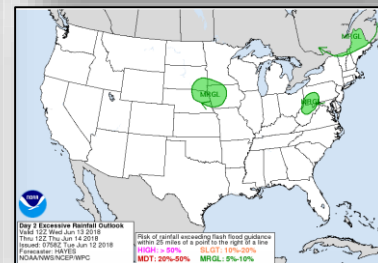 MRGL
MRGL
MRGL
NOAA
Day 2 Excessive Rainfall Outlook
Valid 12Z Wed Jun 13 2018
Thru 12Z Thu Jun 14 2018
Issued: 0758Z Tue Jun 12 2018
Forecaster: HAYES
NOAA/NWS/NCEP/WPC
Risk of rainfall exceeding flash flood guidance
within 25 miles of a point to the right of a line
HIGH: > 50% SLGT: 10%-20%
MDT: 20%-50% MRGL: 5%-10%